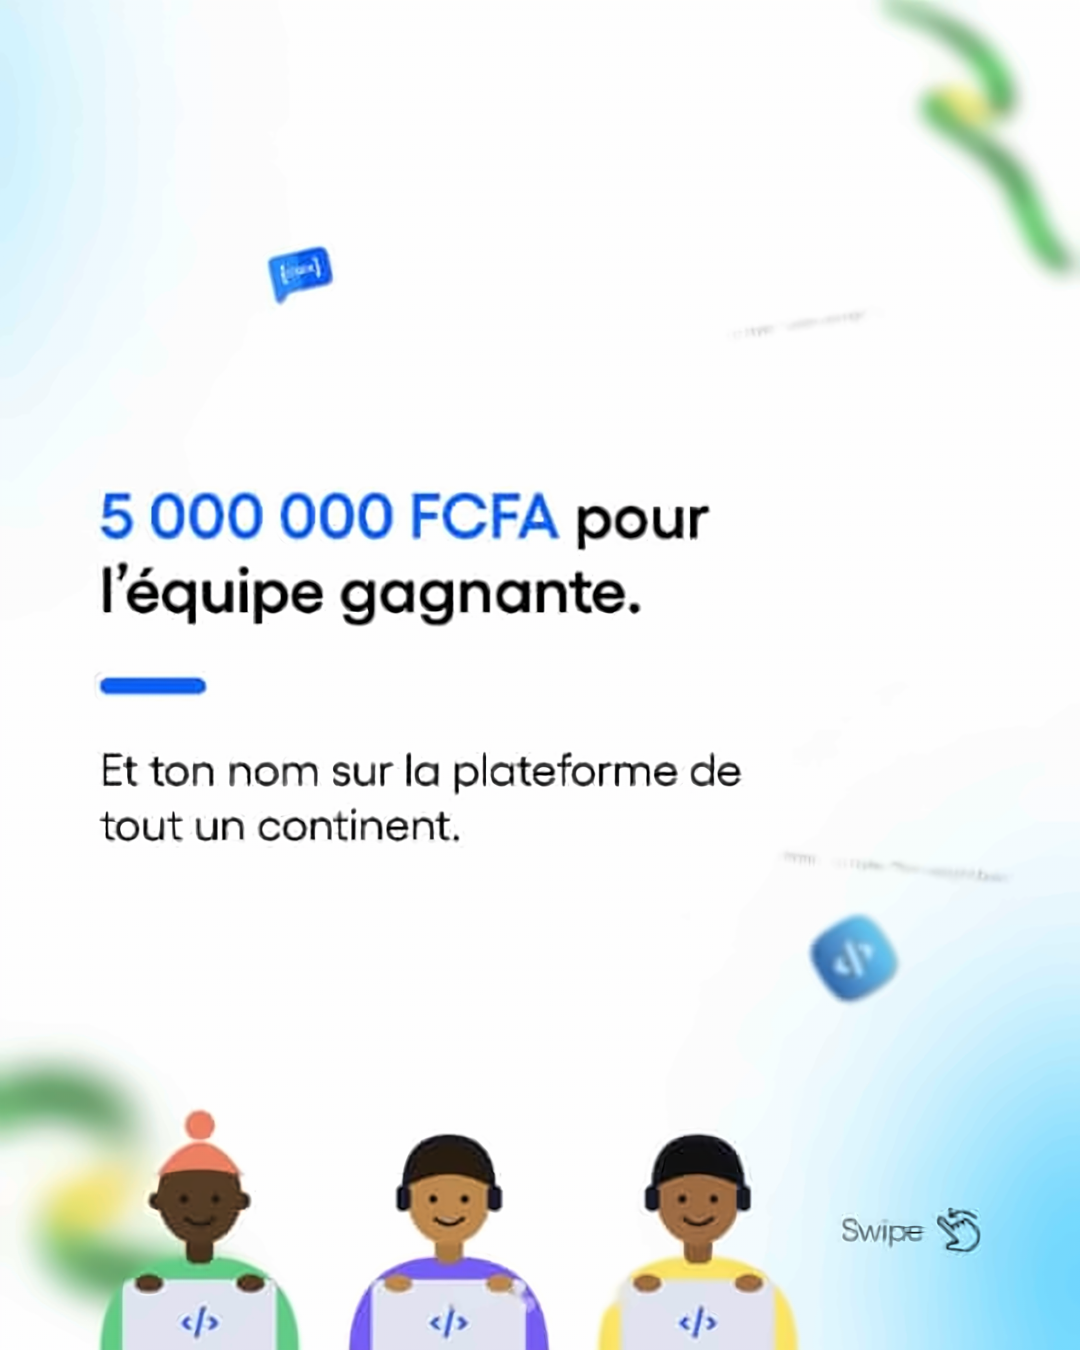 5 000 000 FCFA pour
l’équipe gagnante.
Et ton nom sur la plateforme de
tout un continent.
Swipe
</>
</>
</>
</>